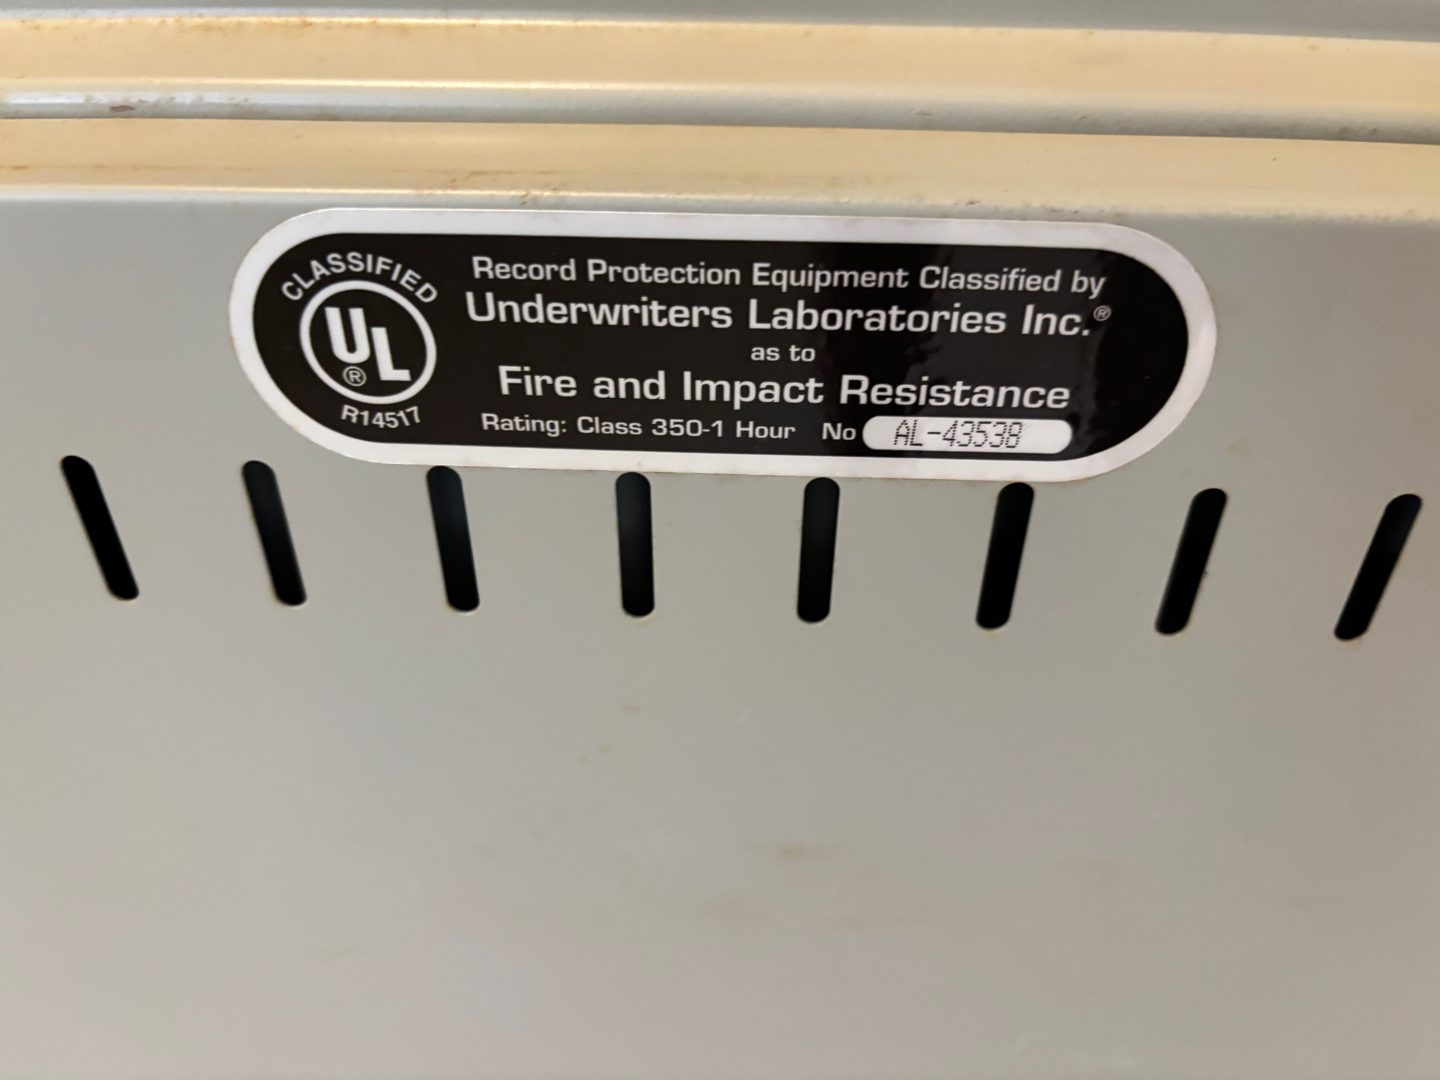 CLASSIFIED
UL®
R14517
Record Protection Equipment Classified by
Underwriters Laboratories Inc.®
as to
Fire and Impact Resistance
Rating: Class 350-1 Hour No AL-43538